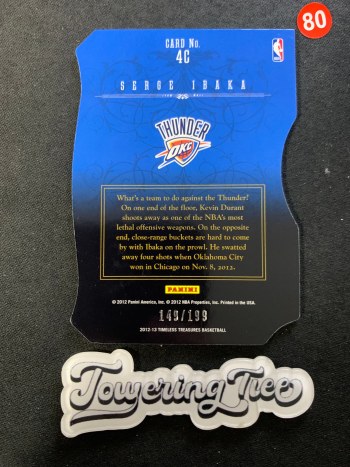 80
CARD No.
4C
NBA
SERGE IBAKA
THUNDER
OKC
What's a team to do against the Thunder?
On one end of the floor, Kevin Durant
shoots away as one of the NBA's most
lethal offensive weapons. On the opposite
end, close-range buckets are hard to come
by with Ibaka on the prowl. He swatted
away four shots when Oklahoma City
won in Chicago on Nov. 8, 2012.
PANINI
© 2012 Panini America, Inc. © 2012 NBA Properties, Inc. Printed in the USA.
149/199
2012-13 TIMELESS TREASURES BASKETBALL
Towering Tiee